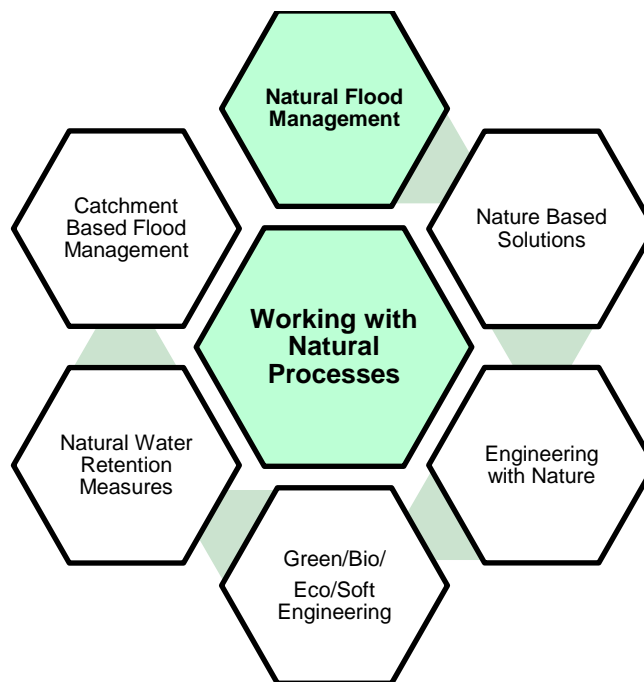 Natural Flood
Management
Nature Based
Solutions
Engineering
with Nature
Green/Bio/
Eco/Soft
Engineering
Natural Water
Retention
Measures
Catchment
Based Flood
Management
Working with
Natural
Processes